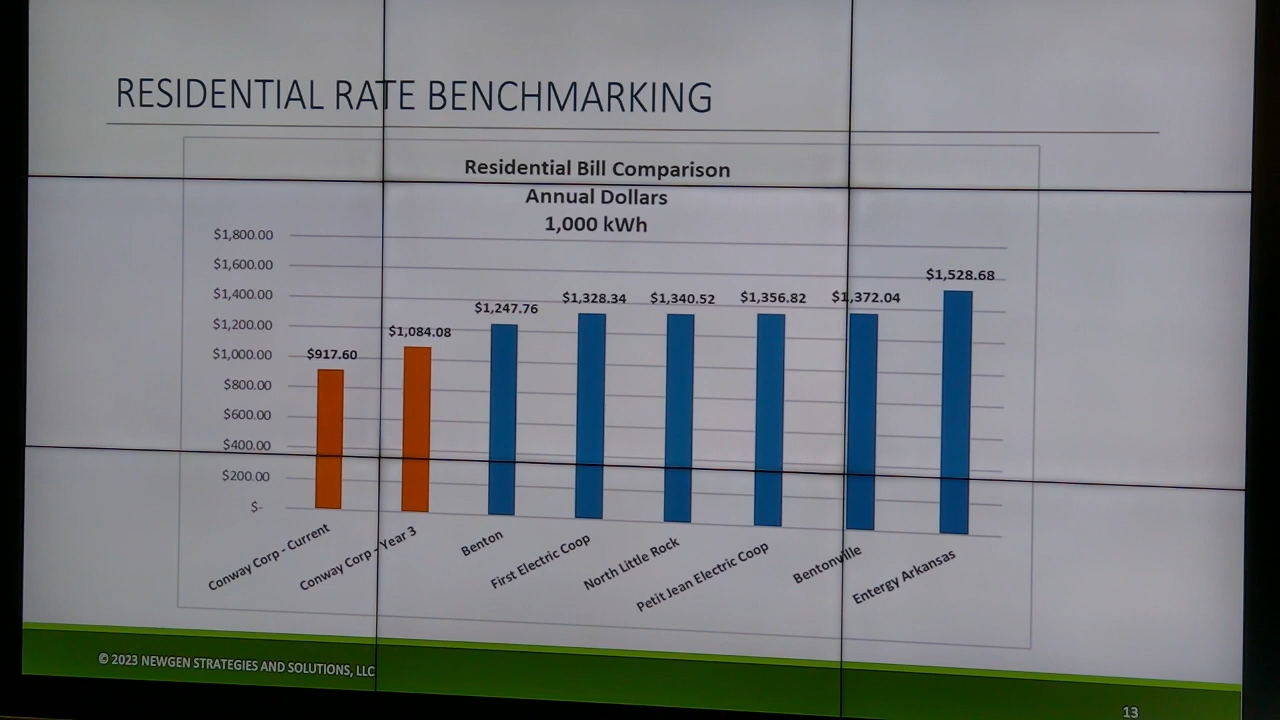 RESIDENTIAL RATE BENCHMARKING
Residential Bill Comparison
Annual Dollars
1,000 kWh
$1,800.00
$1,600.00
$1,400.00
$1,200.00
$1,000.00
$800.00
$600.00
$400.00
$200.00
$-
$917.60
$1,084.08
$1,247.76
$1,328.34
$1,340.52
$1,356.82
$1,372.04
$1,528.68
Conway Corp - Current
Conway Corp - Year 3
Benton
First Electric Coop
North Little Rock
Petit Jean Electric Coop
Bentonville
Entergy Arkansas
© 2023 NEWGEN STRATEGIES AND SOLUTIONS, LLC
13